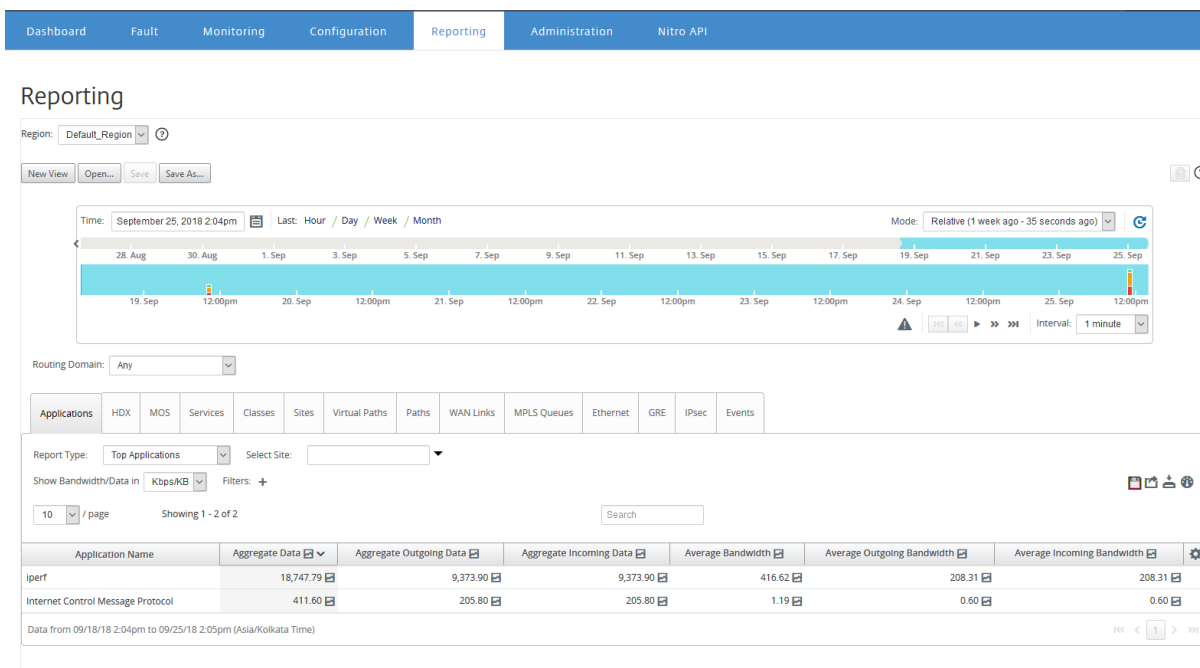 Dashboard Fault Monitoring Configuration Reporting Administration Nitro API
Reporting
Region: Default_Region ?
New View Open... Save Save As...
Time: September 25, 2018 2:04pm Last: Hour / Day / Week / Month Mode: Relative (1 week ago - 35 seconds ago)
28. Aug 30. Aug 1. Sep 3. Sep 5. Sep 7. Sep 9. Sep 11. Sep 13. Sep 15. Sep 17. Sep 19. Sep 21. Sep 23. Sep 25. Sep
19. Sep 12:00pm 20. Sep 12:00pm 21. Sep 12:00pm 22. Sep 12:00pm 23. Sep 12:00pm 24. Sep 12:00pm 25. Sep 12:00pm
Interval: 1 minute
Routing Domain: Any
Applications HDX MOS Services Classes Sites Virtual Paths Paths WAN Links MPLS Queues Ethernet GRE IPsec Events
Report Type: Top Applications Select Site:
Show Bandwidth/Data in Kbps/KB Filters: +
10 / page Showing 1 - 2 of 2 Search
Application Name Aggregate Data Aggregate Outgoing Data Aggregate Incoming Data Average Bandwidth Average Outgoing Bandwidth Average Incoming Bandwidth
iperf 18,747.79 9,373.90 9,373.90 416.62 208.31 208.31
Internet Control Message Protocol 411.60 205.80 205.80 1.19 0.60 0.60
Data from 09/18/18 2:04pm to 09/25/18 2:05pm (Asia/Kolkata Time) 1